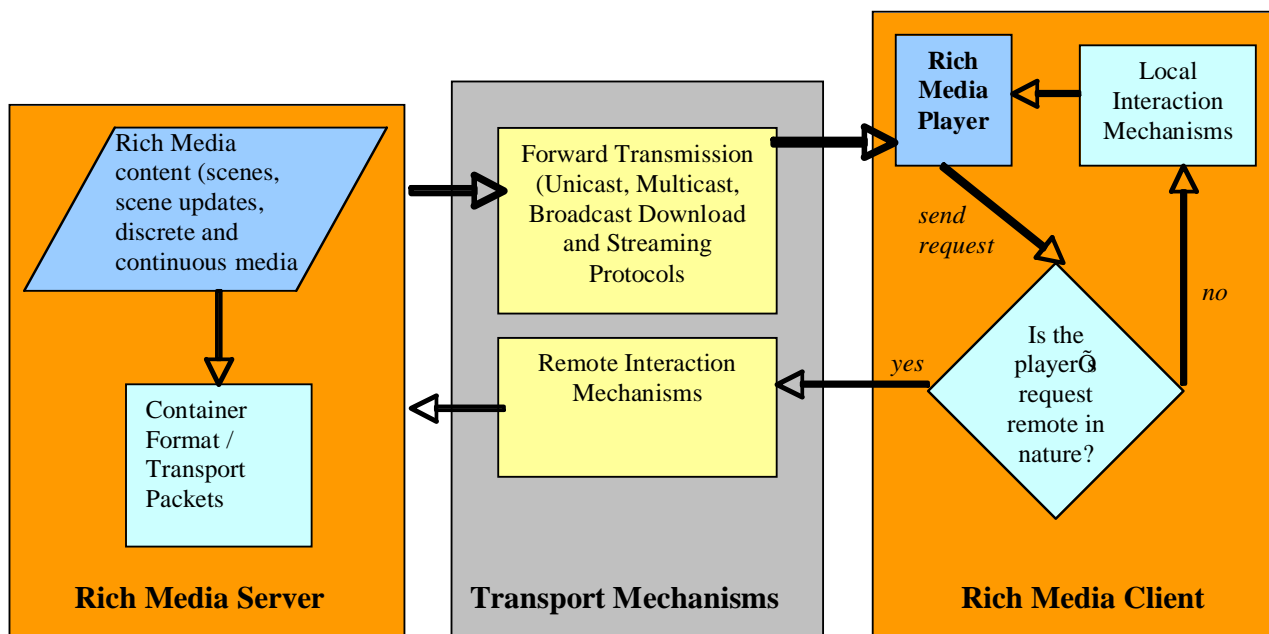 Rich Media
content (scenes,
scene updates,
discrete and
continuous media
Container
Format /
Transport
Packets
Rich Media Server
Forward Transmission
(Unicast, Multicast,
Broadcast Download
and Streaming
Protocols
Remote Interaction
Mechanisms
Transport Mechanisms
Rich
Media
Player
Local
Interaction
Mechanisms
send
request
no
yes
Is the
playerÕs
request
remote in
nature?
Rich Media Client